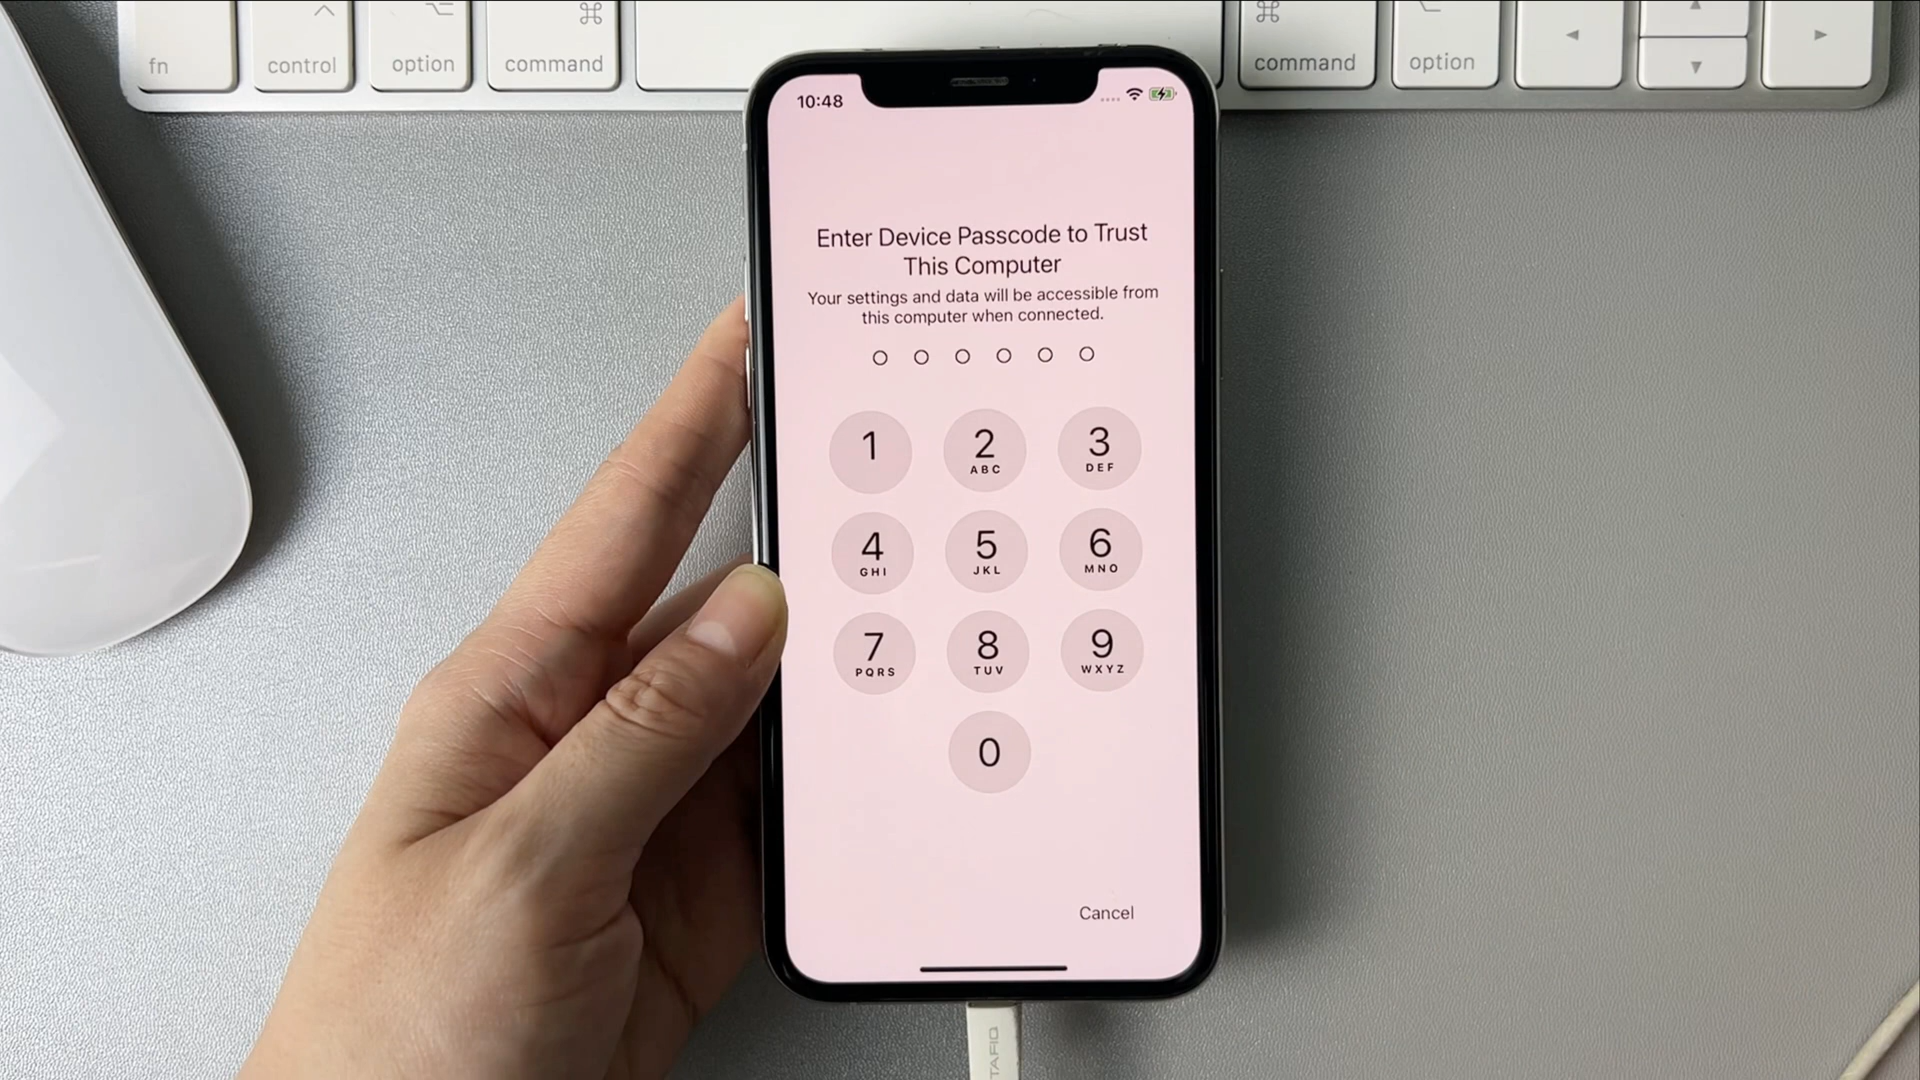 fn
control
option
command
command
option
10:48
Enter Device Passcode to Trust
This Computer
Your settings and data will be accessible from
this computer when connected.
1
2
ABC
3
DEF
4
GHI
5
JKL
6
MNO
7
PQRS
8
TUV
9
WXYZ
0
Cancel
TAFIQ